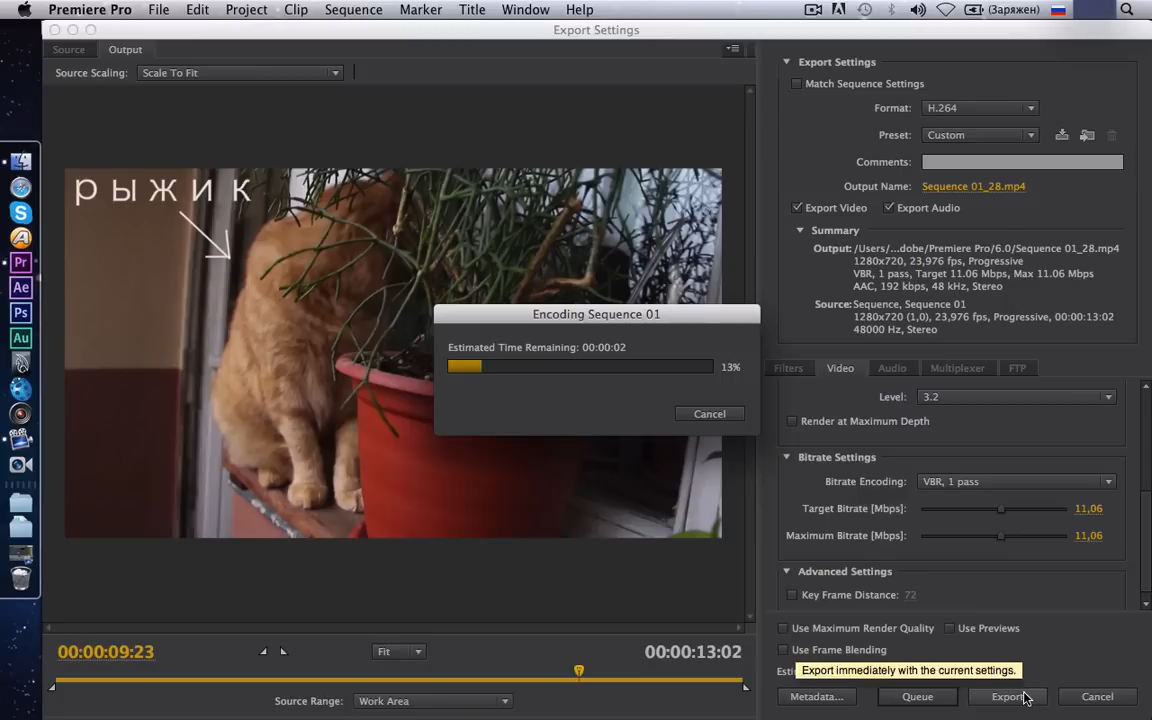 Premiere Pro File Edit Project Clip Sequence Marker Title Window Help (Заряжен)
Export Settings
Source Output
Source Scaling: Scale To Fit
рыжик
Export Settings
Match Sequence Settings
Format: H.264
Preset: Custom
Comments:
Output Name: Sequence 01_28.mp4
Export Video Export Audio
Summary
Output: /Users/...dobe/Premiere Pro/6.0/Sequence 01_28.mp4
1280x720, 23,976 fps, Progressive
VBR, 1 pass, Target 11.06 Mbps, Max 11.06 Mbps
AAC, 192 kbps, 48 kHz, Stereo
Source: Sequence, Sequence 01
1280x720 (1,0), 23,976 fps, Progressive, 00:00:13:02
48000 Hz, Stereo
Encoding Sequence 01
Estimated Time Remaining: 00:00:02
13%
Cancel
Filters Video Audio Multiplexer FTP
Level: 3.2
Render at Maximum Depth
Bitrate Settings
Bitrate Encoding: VBR, 1 pass
Target Bitrate [Mbps]: 11,06
Maximum Bitrate [Mbps]: 11,06
Advanced Settings
Key Frame Distance: 72
Use Maximum Render Quality Use Previews
Use Frame Blending
Export immediately with the current settings.
Metadata... Queue Export Cancel
00:00:09:23 Fit 00:00:13:02
Source Range: Work Area
Pr
Ae
Ps
Au